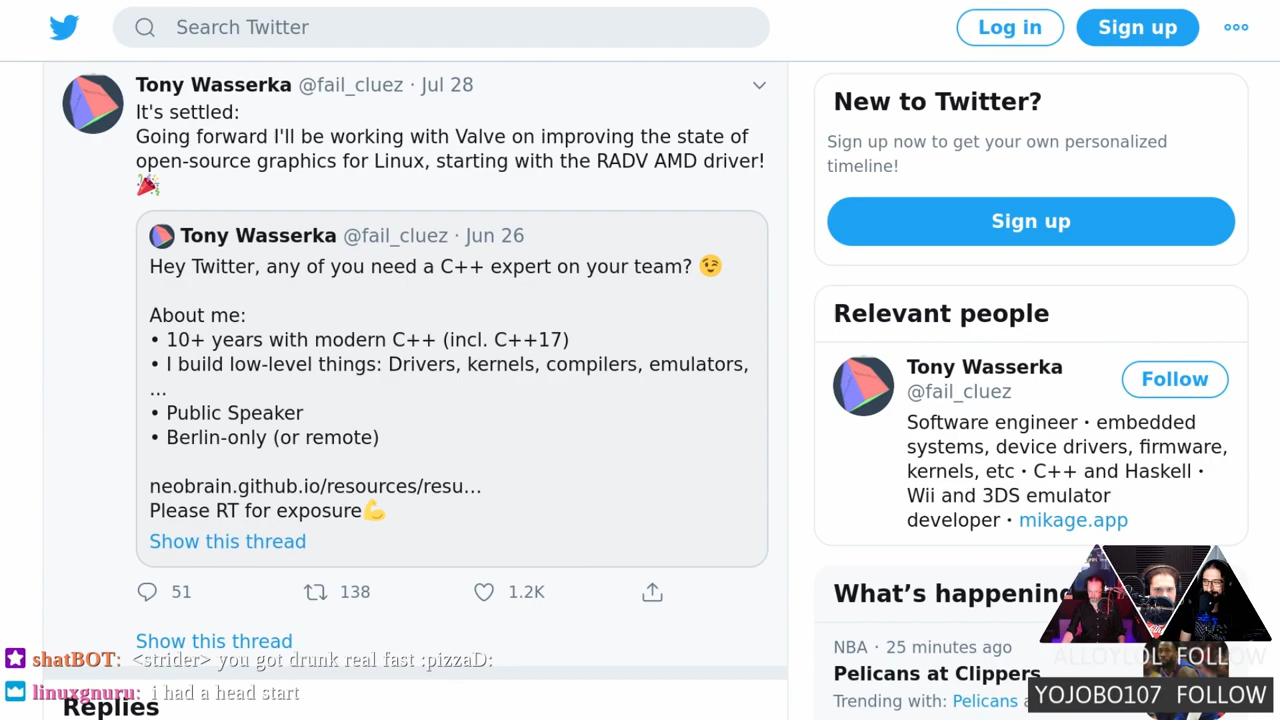 Search Twitter
Log in
Sign up
Tony Wasserka @fail_cluez · Jul 28
It's settled:
Going forward I'll be working with Valve on improving the state of
open-source graphics for Linux, starting with the RADV AMD driver!
🎉
Tony Wasserka @fail_cluez · Jun 26
Hey Twitter, any of you need a C++ expert on your team? 😉
About me:
• 10+ years with modern C++ (incl. C++17)
• I build low-level things: Drivers, kernels, compilers, emulators,
...
• Public Speaker
• Berlin-only (or remote)
neobrain.github.io/resources/resu…
Please RT for exposure💪
Show this thread
51
138
1.2K
Show this thread
Replies
New to Twitter?
Sign up now to get your own personalized
timeline!
Sign up
Relevant people
Tony Wasserka
@fail_cluez
Follow
Software engineer • embedded
systems, device drivers, firmware,
kernels, etc • C++ and Haskell •
Wii and 3DS emulator
developer • mikage.app
What's happening
NBA · 25 minutes ago
Pelicans at Clippers
Trending with: Pelicans
ALLOYLOL FOLLOW
YOJOBO107 FOLLOW
shatBOT: <strider> you got drunk real fast :pizzaD:
linuxgnuru: i had a head start